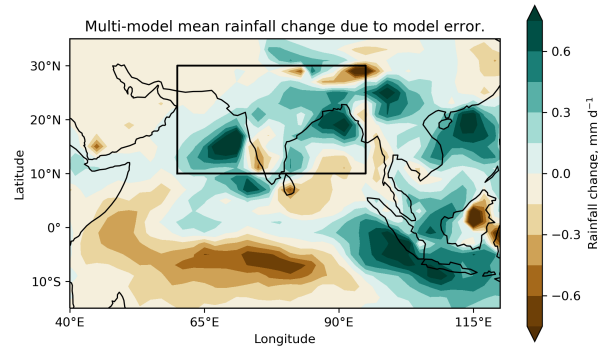 Multi-model mean rainfall change due to model error.
30°N
20°N
10°N
0°
10°S
Latitude
40°E
65°E
90°E
115°E
Longitude
0.6
0.3
0.0
−0.3
−0.6
Rainfall change, mm d⁻¹